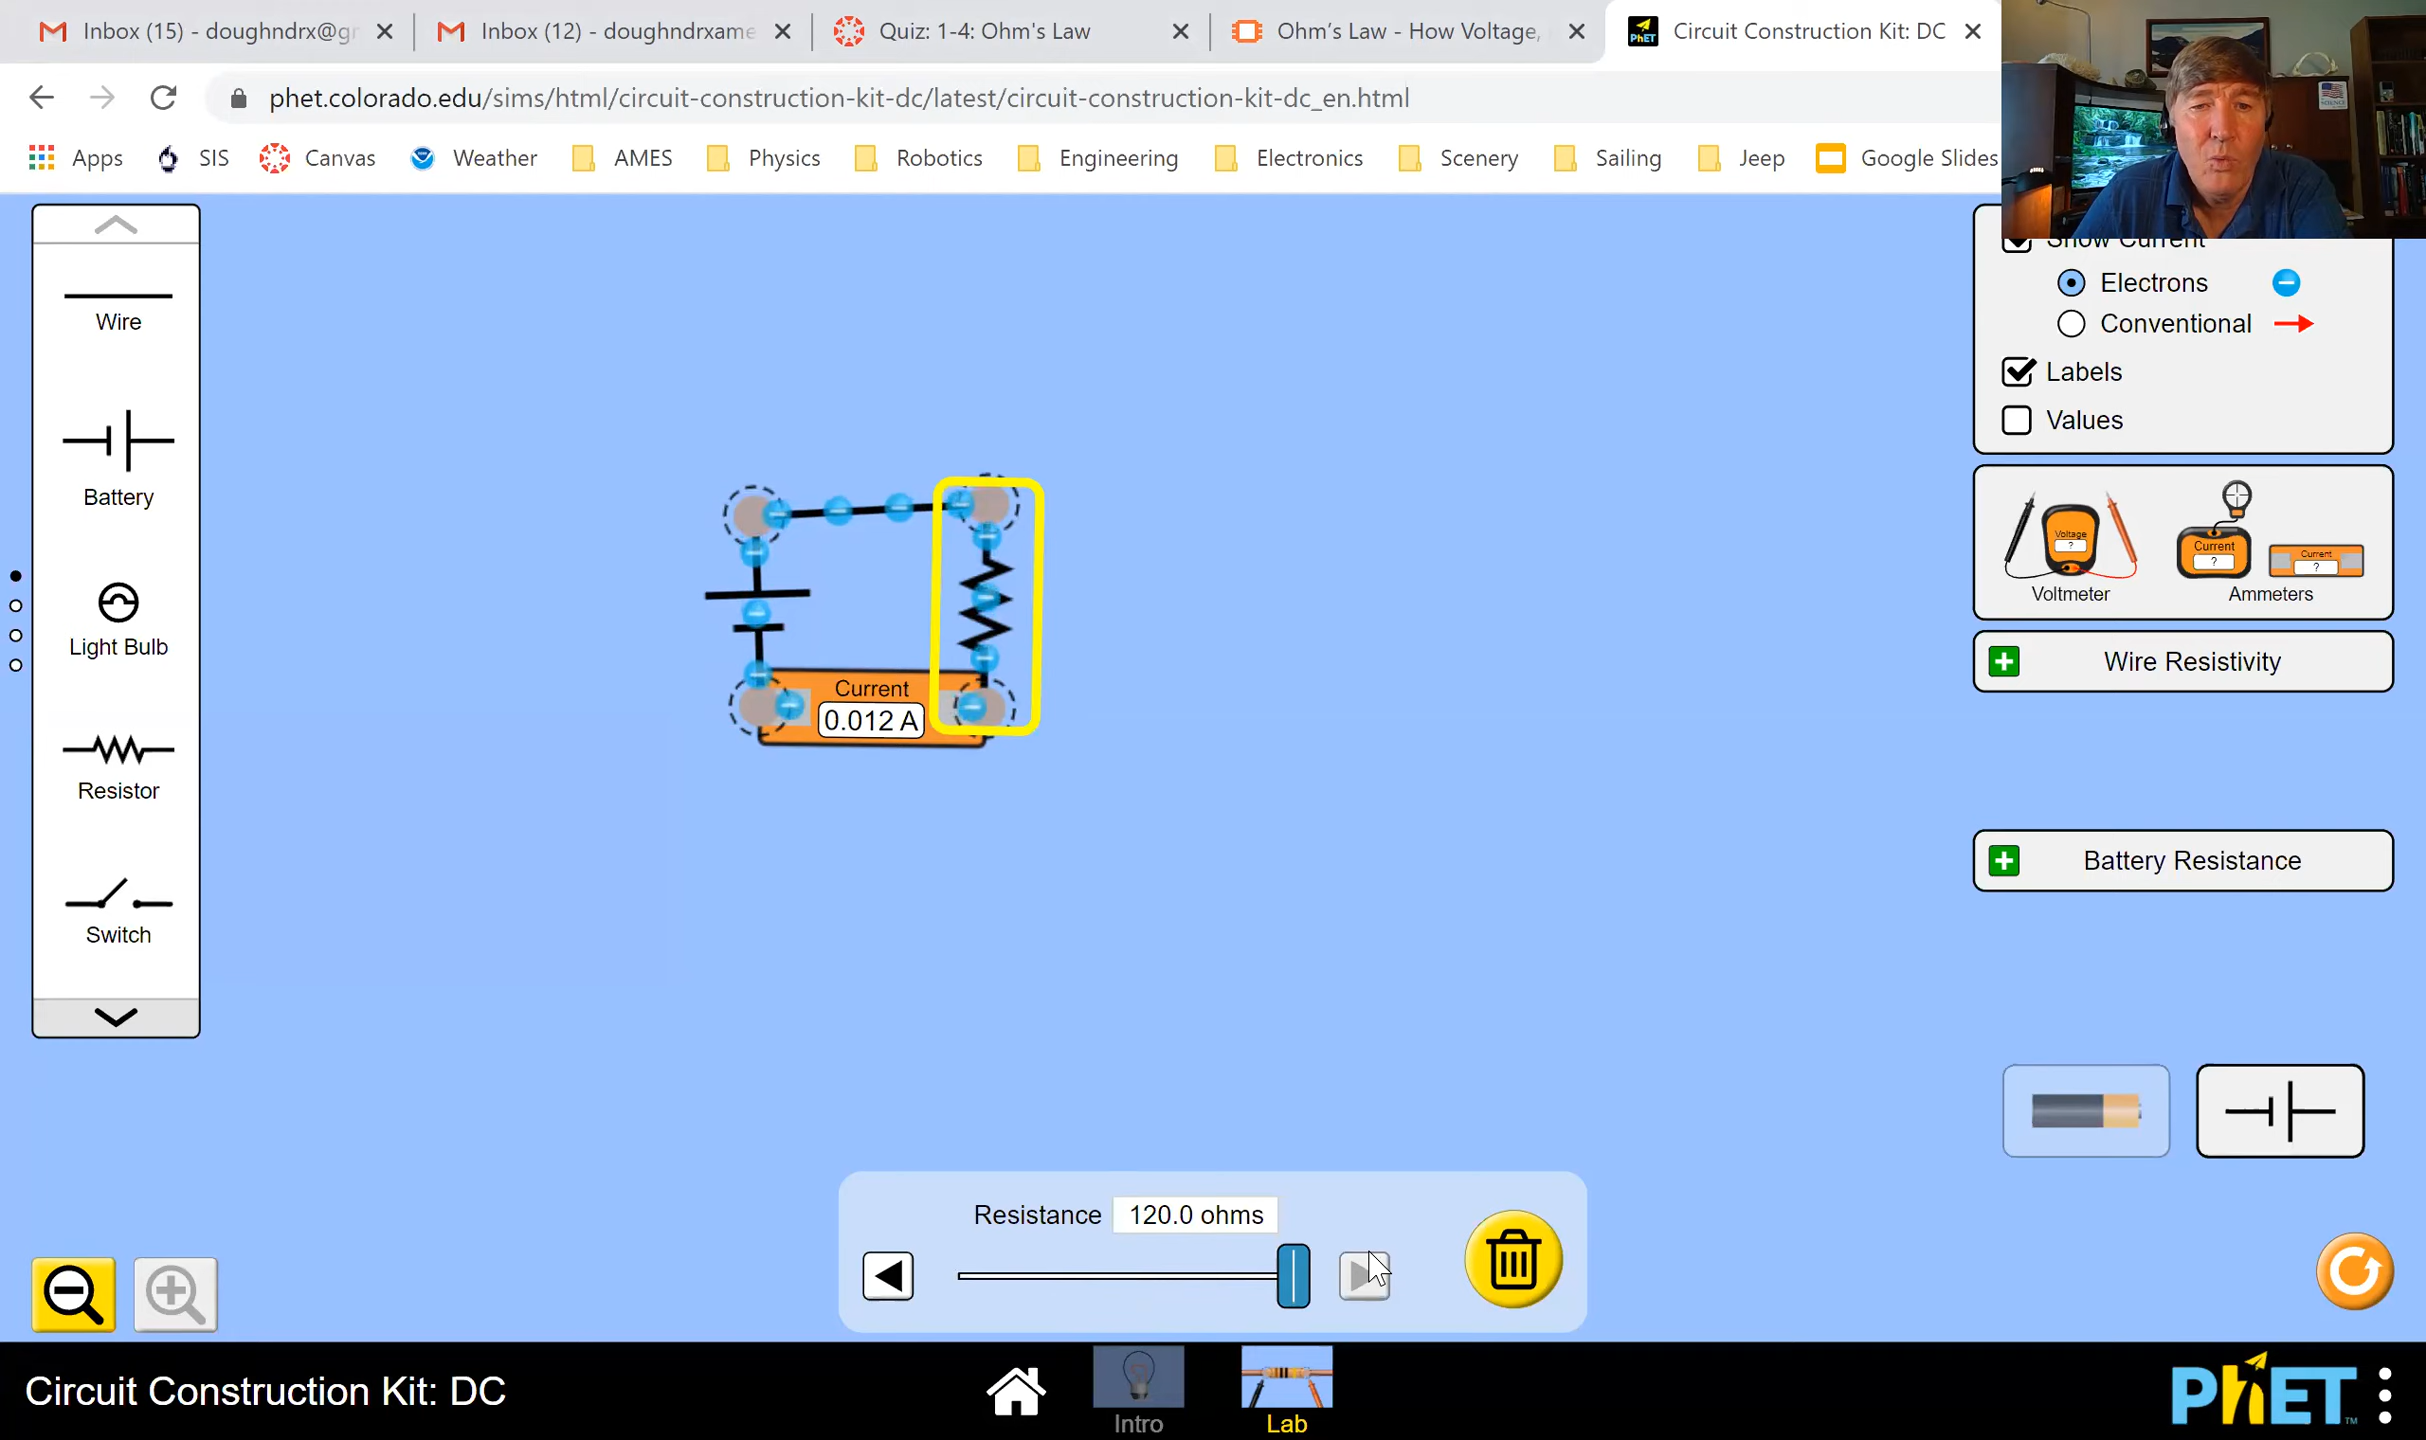 Inbox (15) - doughndrx@gr
Inbox (12) - doughndrxame
Quiz: 1-4: Ohm's Law
Ohm's Law - How Voltage,
Circuit Construction Kit: DC
phet.colorado.edu/sims/html/circuit-construction-kit-dc/latest/circuit-construction-kit-dc_en.html
Apps
SIS
Canvas
Weather
AMES
Physics
Robotics
Engineering
Electronics
Scenery
Sailing
Jeep
Google Slides
Wire
Battery
Light Bulb
Resistor
Switch
Current
0.012 A
Show Current
Electrons
Conventional
Labels
Values
Voltage
?
Current
?
Current
?
Voltmeter
Ammeters
Wire Resistivity
Battery Resistance
Resistance 120.0 ohms
Circuit Construction Kit: DC
Intro
Lab
PhET